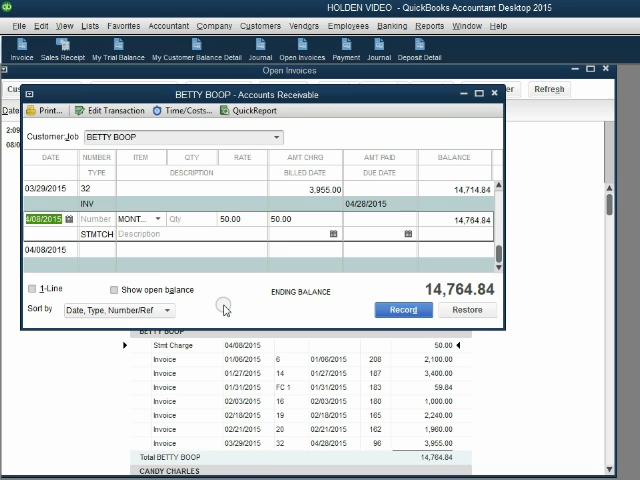 HOLDEN VIDEO - QuickBooks Accountant Desktop 2015
File Edit View Lists Favorites Accountant Company Customers Vendors Employees Banking Reports Window Help
Invoice Sales Receipt My Trial Balance My Customer Balance Detail Journal Open Invoices Payment Journal Deposit Detail
Open Invoices
Refresh
BETTY BOOP - Accounts Receivable
Print... Edit Transaction Time/Costs... QuickReport
Customer:Job BETTY BOOP
DATE NUMBER ITEM QTY RATE AMT CHRG AMT PAID BALANCE
TYPE DESCRIPTION BILLED DATE DUE DATE
03/29/2015 32 3,955.00 14,714.84
INV 04/28/2015
4/08/2015 Number MONT... Qty 50.00 50.00 14,764.84
STMTCH Description
04/08/2015
1-Line Show open balance ENDING BALANCE 14,764.84
Sort by Date, Type, Number/Ref Record Restore
BETTY BOOP
Stmt Charge 04/08/2015 50.00
Invoice 01/06/2015 6 01/06/2015 208 2,100.00
Invoice 01/27/2015 14 01/27/2015 187 3,400.00
Invoice 01/31/2015 FC 1 01/31/2015 183 59.84
Invoice 02/03/2015 16 02/03/2015 180 1,000.00
Invoice 02/18/2015 19 02/18/2015 165 2,240.00
Invoice 02/21/2015 20 02/21/2015 162 1,960.00
Invoice 03/29/2015 32 04/28/2015 96 3,955.00
Total BETTY BOOP 14,764.84
CANDY CHARLES